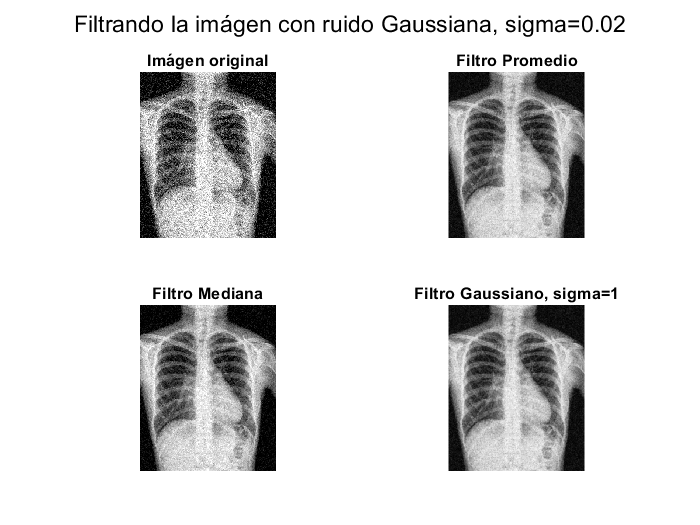 Filtrando la imágen con ruido Gaussiana, sigma=0.02
Imágen original
Filtro Promedio
Filtro Mediana
Filtro Gaussiano, sigma=1